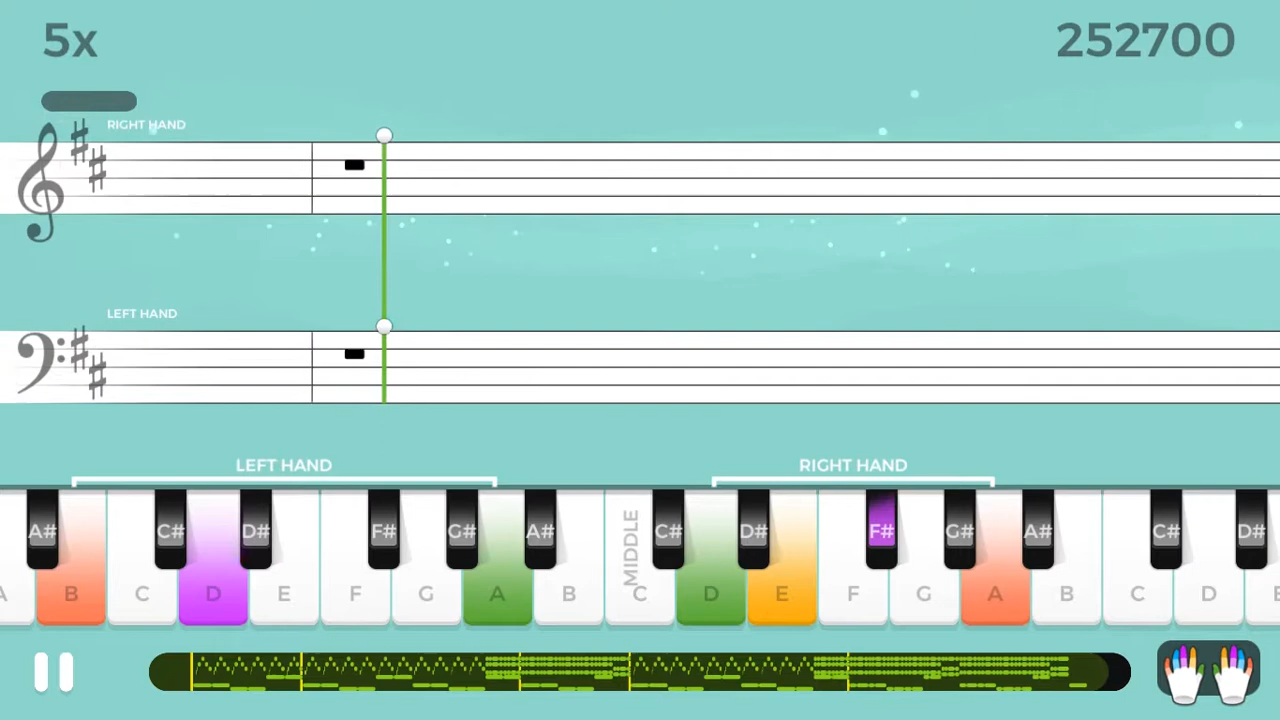 5x
252700
RIGHT HAND
LEFT HAND
LEFT HAND
RIGHT HAND
A# C# D# F# G# A# C# D# F# G# A# C# D#
MIDDLE
A B C D E F G A B C D E F G A B C D E